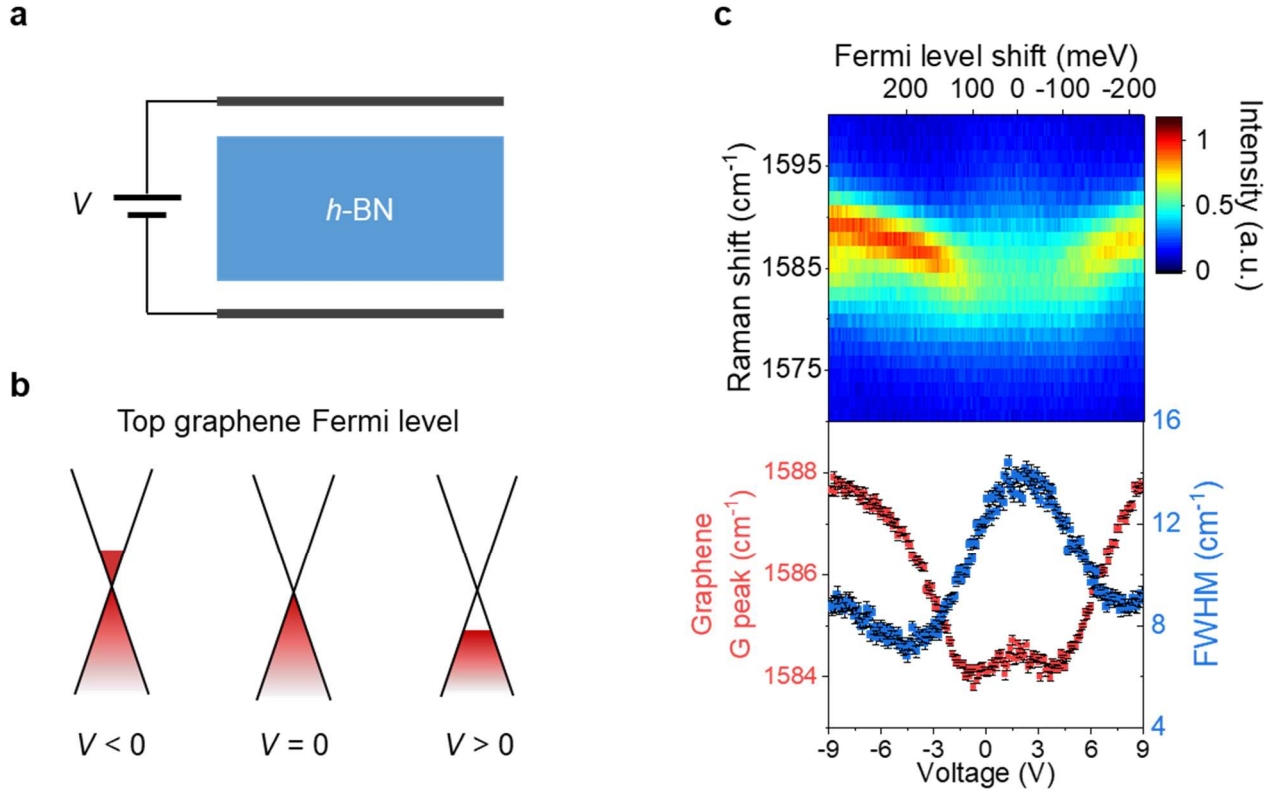 a
V
h-BN
b
Top graphene Fermi level
V < 0
V = 0
V > 0
c
Fermi level shift (meV)
200 100 0 -100 -200
Raman shift (cm-1)
1595
1585
1575
Intensity (a.u.)
1
0.5
0
Graphene
G peak (cm-1)
1588
1586
1584
FWHM (cm-1)
16
12
8
4
-9 -6 -3 0 3 6 9
Voltage (V)